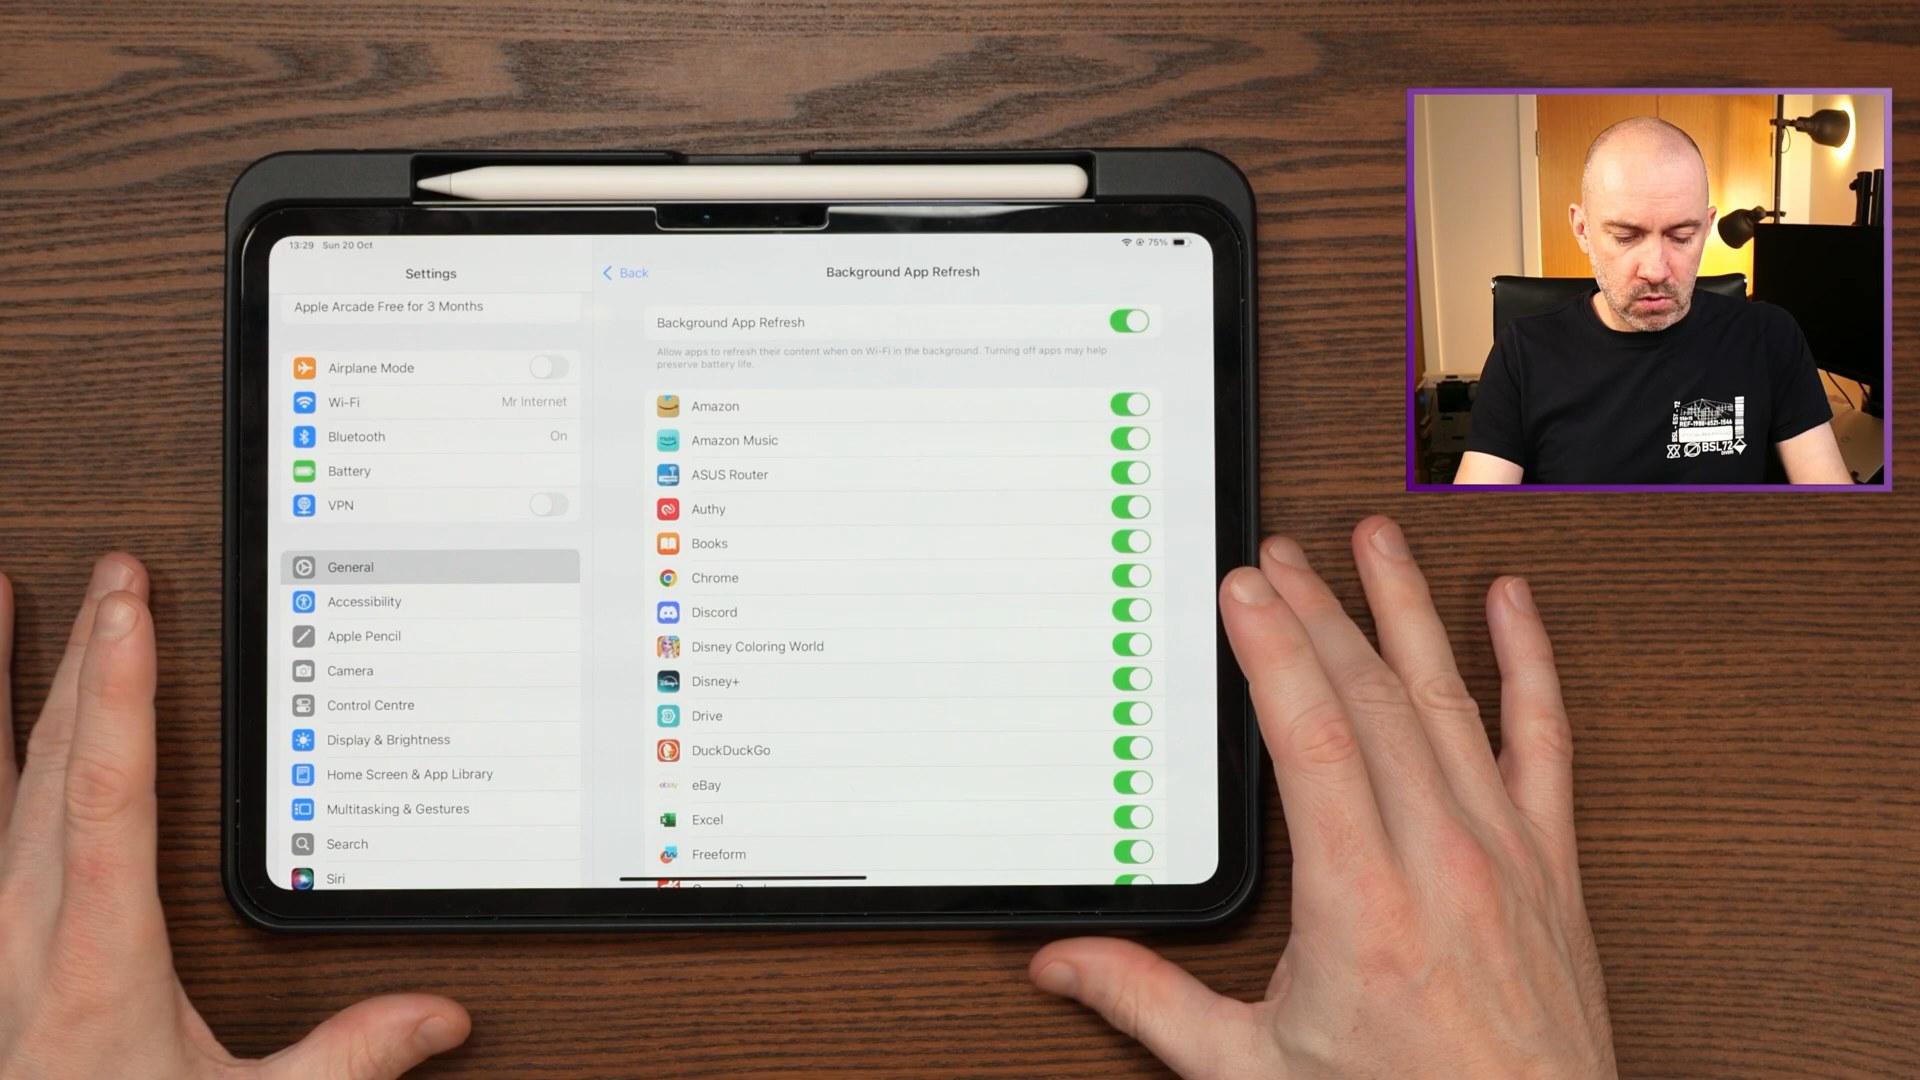 13:29 Sun 20 Oct
75%
Settings
Apple Arcade Free for 3 Months
Airplane Mode
Wi-Fi Mr Internet
Bluetooth On
Battery
VPN
General
Accessibility
Apple Pencil
Camera
Control Centre
Display & Brightness
Home Screen & App Library
Multitasking & Gestures
Search
Siri
Back
Background App Refresh
Background App Refresh
Allow apps to refresh their content when on Wi-Fi in the background. Turning off apps may help
preserve battery life.
Amazon
Amazon Music
ASUS Router
Authy
Books
Chrome
Discord
Disney Coloring World
Disney+
Drive
DuckDuckGo
eBay
Excel
Freeform
BSL - EST - 72
BSL72